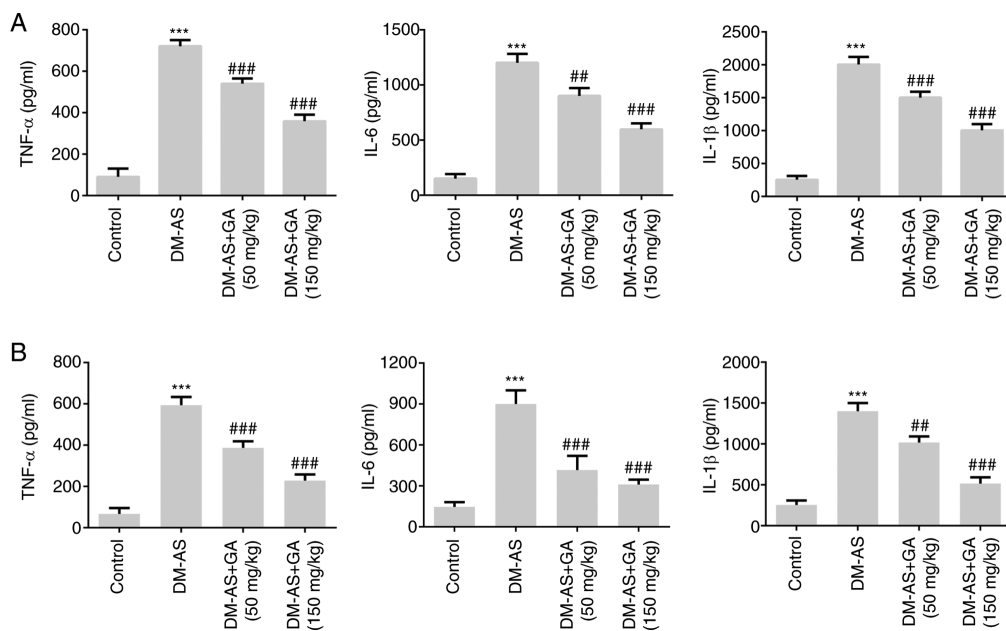 A
TNF-α (pg/ml)
800
600
400
200
0
***
###
###
Control
DM-AS
DM-AS+GA
(50 mg/kg)
DM-AS+GA
(150 mg/kg)
IL-6 (pg/ml)
1500
1000
500
0
***
##
###
Control
DM-AS
DM-AS+GA
(50 mg/kg)
DM-AS+GA
(150 mg/kg)
IL-1β (pg/ml)
2500
2000
1500
1000
500
0
***
###
###
Control
DM-AS
DM-AS+GA
(50 mg/kg)
DM-AS+GA
(150 mg/kg)
B
TNF-α (pg/ml)
800
600
400
200
0
***
###
###
Control
DM-AS
DM-AS+GA
(50 mg/kg)
DM-AS+GA
(150 mg/kg)
IL-6 (pg/ml)
1200
900
600
300
0
***
###
###
Control
DM-AS
DM-AS+GA
(50 mg/kg)
DM-AS+GA
(150 mg/kg)
IL-1β (pg/ml)
2000
1500
1000
500
0
***
##
###
Control
DM-AS
DM-AS+GA
(50 mg/kg)
DM-AS+GA
(150 mg/kg)